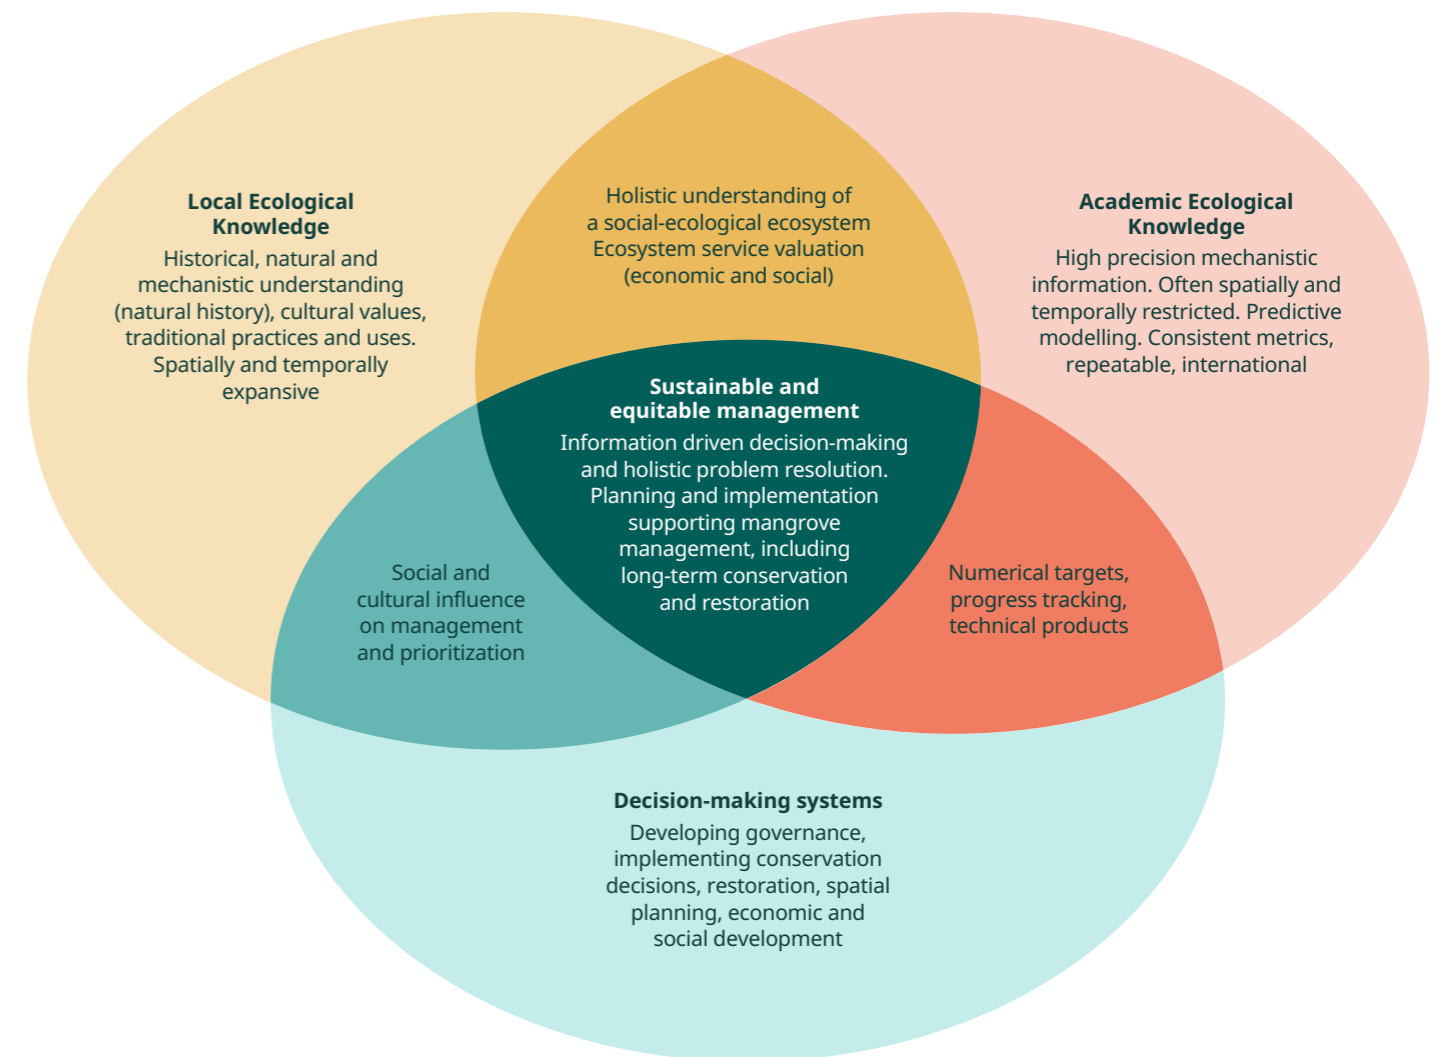 Local Ecological
Knowledge
Historical, natural and
mechanistic understanding
(natural history), cultural values,
traditional practices and uses.
Spatially and temporally
expansive
Holistic understanding of
a social-ecological ecosystem
Ecosystem service valuation
(economic and social)
Academic Ecological
Knowledge
High precision mechanistic
information. Often spatially and
temporally restricted. Predictive
modelling. Consistent metrics,
repeatable, international
Sustainable and
equitable management
Information driven decision-making
and holistic problem resolution.
Planning and implementation
supporting mangrove
management, including
long-term conservation
and restoration
Social and
cultural influence
on management
and prioritization
Numerical targets,
progress tracking,
technical products
Decision-making systems
Developing governance,
implementing conservation
decisions, restoration, spatial
planning, economic and
social development